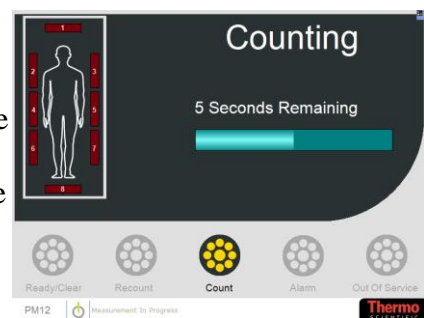 Counting
1
2 3
4 5
6 7
8
5 Seconds Remaining
e
e
Ready/Clear Recount Count Alarm Out Of Service
PM12 Measurement In Progress
Thermo
SCIENTIFIC